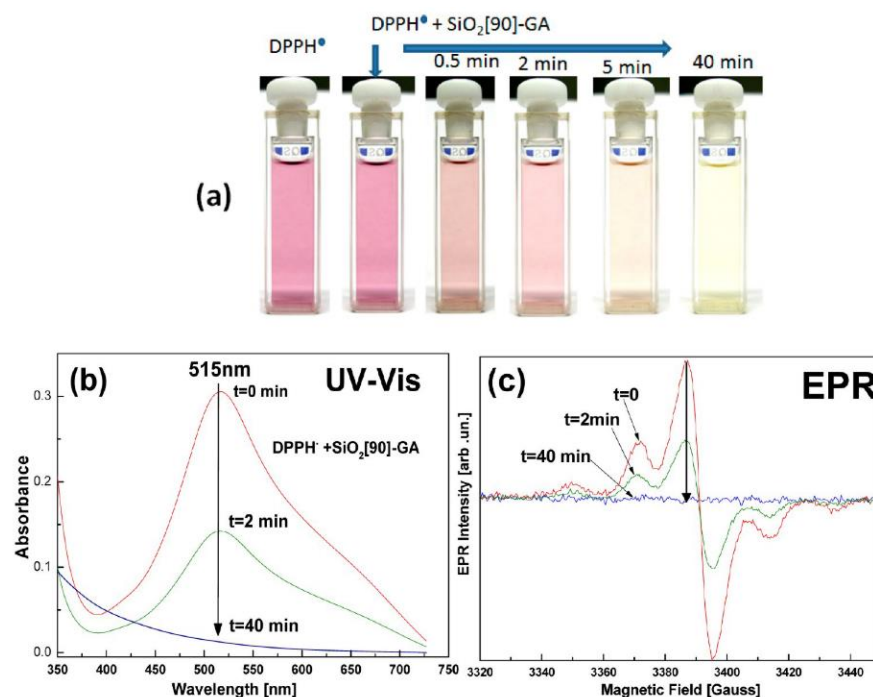 DPPH• + SiO₂[90]-GA
DPPH•
0.5 min
2 min
5 min
40 min
(a)
(b)
515nm
UV-Vis
t=0 min
DPPH· +SiO₂[90]-GA
t=2 min
t=40 min
Absorbance
0.3
0.2
0.1
0.0
350 400 450 500 550 600 650 700 750
Wavelength [nm]
(c)
EPR
t=0
t=2min
t=40 min
EPR Intensity [arb .un.]
3320 3340 3360 3380 3400 3420 3440
Magnetic Field [Gauss]